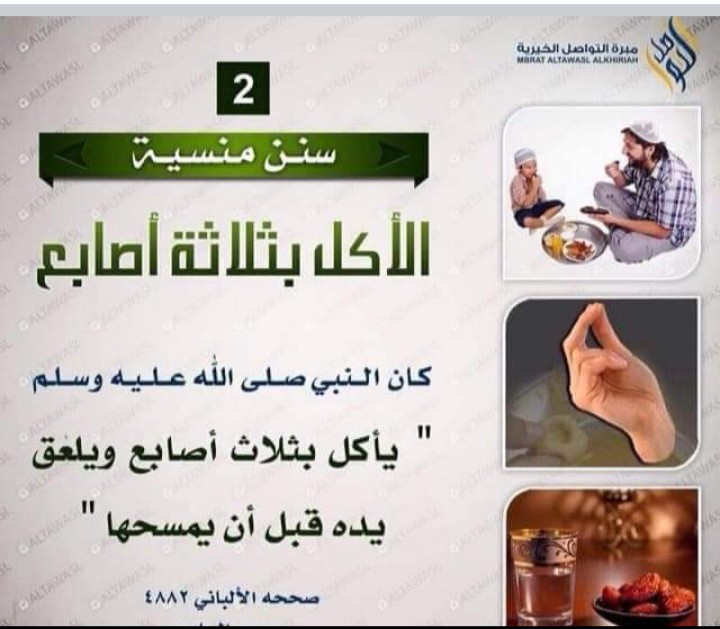 مبرة التواصل الخيرية
MBRAT ALTAWASL ALKHIRIAH
2
سنن منسية
الأكل بثلاثة أصابع
كان النبي صلى الله عليه وسلم
" يأكل بثلاث أصابع ويلعق
يده قبل أن يمسحها "
صححه الألباني ٤٨٨٢